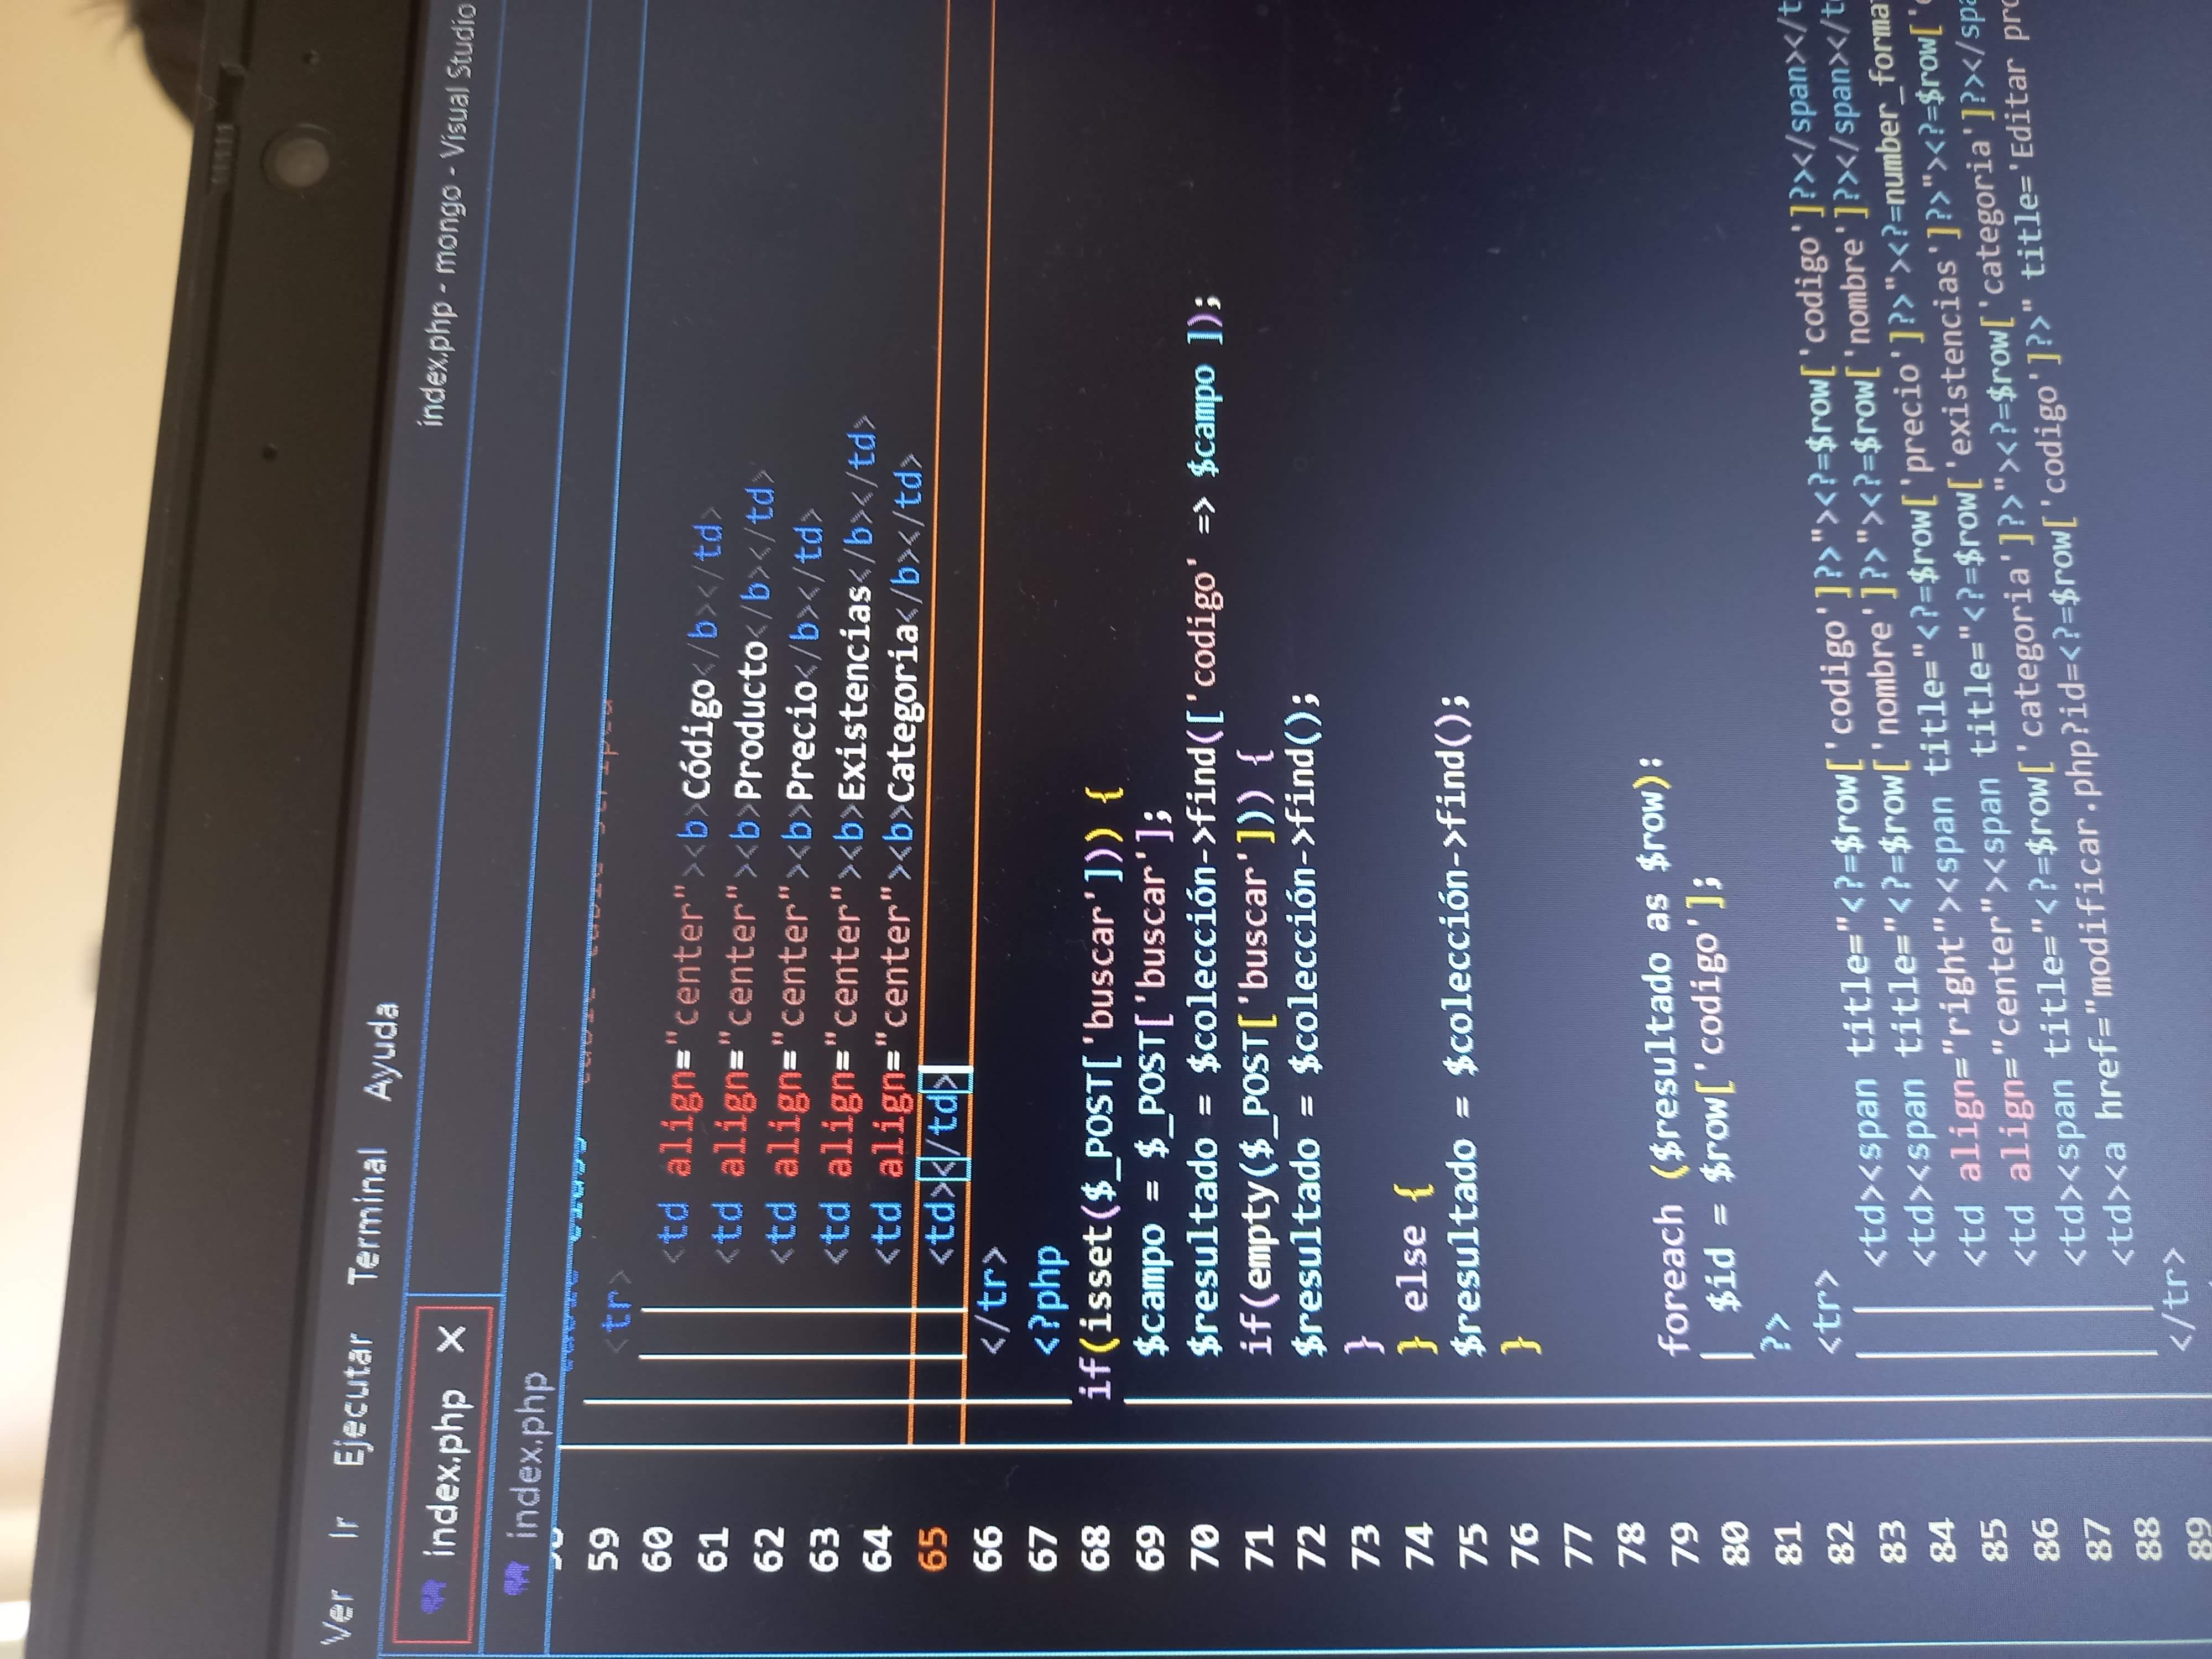 Ver Ir Ejecutar Terminal Ayuda
index.php - mongo - Visual Studio
index.php ×
index.php
59 <tr>
60 <td align="center"><b>Código</b></td>
61 <td align="center"><b>Producto</b></td>
62 <td align="center"><b>Precio</b></td>
63 <td align="center"><b>Existencias</b></td>
64 <td align="center"><b>Categoria</b></td>
65 <td></td>
66 </tr>
67 <?php
68 if(isset($_POST['buscar'])) {
69 $campo = $_POST['buscar'];
70 $resultado = $colección->find(['codigo' => $campo ]);
71 if(empty($_POST['buscar'])) {
72 $resultado = $colección->find();
73 }
74 } else {
75 $resultado = $colección->find();
76 }
77
78
79 foreach ($resultado as $row):
80 $id = $row['codigo'];
81 ?>
82 <tr>
83 <td><span title="<?=$row['codigo']?>"><?=$row['codigo']?></span></t
84 <td><span title="<?=$row['nombre']?>"><?=$row['nombre']?></span></t
85 <td align="right"><span title="<?=$row['precio']?>"><?=number_forma
86 <td align="center"><span title="<?=$row['existencias']?>"><?=$row['
87 <td><span title="<?=$row['categoria']?>"><?=$row['categoria']?></spa
88 <td><a href="modificar.php?id=<?=$row['codigo']?>" title='Editar pro
89 </tr>